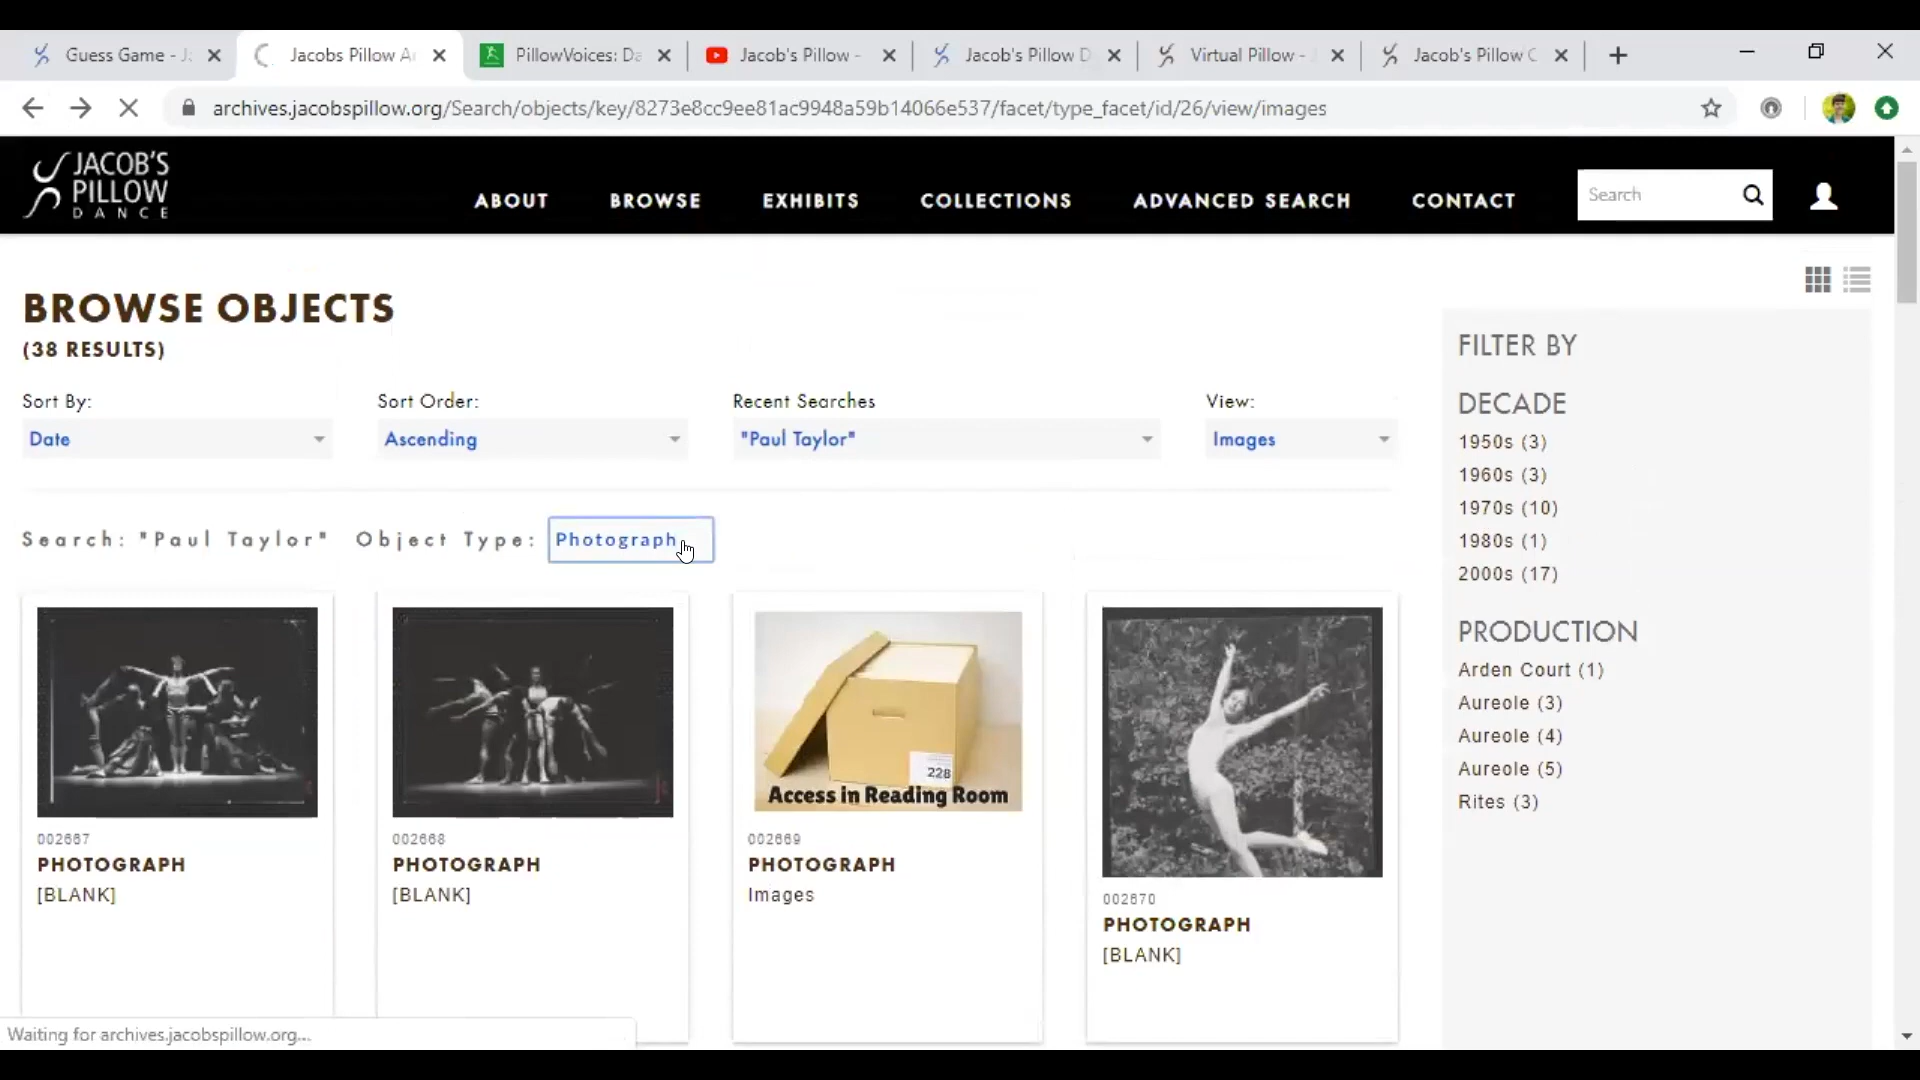 Guess Game - J
Jacobs Pillow A
PillowVoices: Da
Jacob's Pillow -
Jacob's Pillow D
Virtual Pillow -
Jacob's Pillow C
archives.jacobspillow.org/Search/objects/key/8273e8cc9ee81ac9948a59b14066e537/facet/type_facet/id/26/view/images
JACOB'S
PILLOW
DANCE
ABOUT
BROWSE
EXHIBITS
COLLECTIONS
ADVANCED SEARCH
CONTACT
Search
BROWSE OBJECTS
(38 RESULTS)
Sort By:
Sort Order:
Recent Searches
View:
Date
Ascending
"Paul Taylor"
Images
Search: "Paul Taylor" Object Type: Photograph
228
Access in Reading Room
002667
PHOTOGRAPH
[BLANK]
002668
PHOTOGRAPH
[BLANK]
002669
PHOTOGRAPH
Images
002670
PHOTOGRAPH
[BLANK]
FILTER BY
DECADE
1950s (3)
1960s (3)
1970s (10)
1980s (1)
2000s (17)
PRODUCTION
Arden Court (1)
Aureole (3)
Aureole (4)
Aureole (5)
Rites (3)
Waiting for archives.jacobspillow.org...